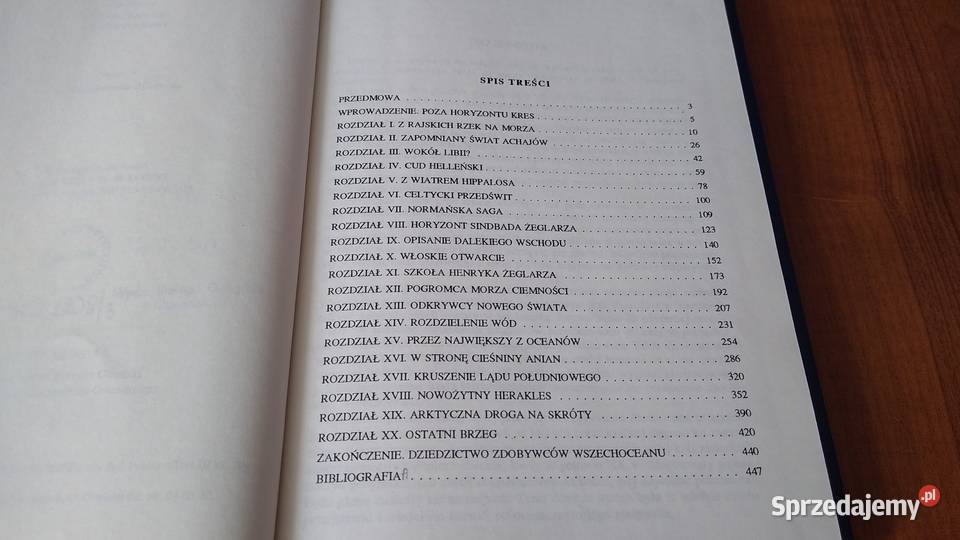 SPIS TREŚCI
PRZEDMOWA . . . . . . . . . . . . . . . . . . . . 3
WPROWADZENIE. POZA HORYZONTU KRES . . . . . . . . . . 5
ROZDZIAŁ I. Z RAJSKICH RZEK NA MORZA . . . . . . . . . . 10
ROZDZIAŁ II. ZAPOMNIANY ŚWIAT ACHAJÓW . . . . . . . . . . 26
ROZDZIAŁ III. WOKÓŁ LIBII? . . . . . . . . . . 42
ROZDZIAŁ IV. CUD HELLEŃSKI . . . . . . . . . . 59
ROZDZIAŁ V. Z WIATREM HIPPALOSA . . . . . . . . . . 78
ROZDZIAŁ VI. CELTYCKI PRZEDŚWIT . . . . . . . . . . 100
ROZDZIAŁ VII. NORMAŃSKA SAGA . . . . . . . . . . 109
ROZDZIAŁ VIII. HORYZONT SINDBADA ŻEGLARZA . . . . . . . . . . 123
ROZDZIAŁ IX. OPISANIE DALEKIEGO WSCHODU . . . . . . . . . . 140
ROZDZIAŁ X. WŁOSKIE OTWARCIE . . . . . . . . . . 152
ROZDZIAŁ XI. SZKOŁA HENRYKA ŻEGLARZA . . . . . . . . . . 173
ROZDZIAŁ XII. POGROMCA MORZA CIEMNOŚCI . . . . . . . . . . 192
ROZDZIAŁ XIII. ODKRYWCY NOWEGO ŚWIATA . . . . . . . . . . 207
ROZDZIAŁ XIV. ROZDZIELENIE WÓD . . . . . . . . . . 231
ROZDZIAŁ XV. PRZEZ NAJWIĘKSZY Z OCEANÓW . . . . . . . . . . 254
ROZDZIAŁ XVI. W STRONĘ CIEŚNINY ANIAN . . . . . . . . . . 286
ROZDZIAŁ XVII. KRUSZENIE LĄDU POŁUDNIOWEGO . . . . . . . . . . 320
ROZDZIAŁ XVIII. NOWOŻYTNY HERAKLES . . . . . . . . . . 352
ROZDZIAŁ XIX. ARKTYCZNA DROGA NA SKRÓTY . . . . . . . . . . 390
ROZDZIAŁ XX. OSTATNI BRZEG . . . . . . . . . . 420
ZAKOŃCZENIE. DZIEDZICTWO ZDOBYWCÓW WSZECHOCEANU . . . . . . . . . . 440
BIBLIOGRAFIA . . . . . . . . . . 447
Sprzedajemy.pl